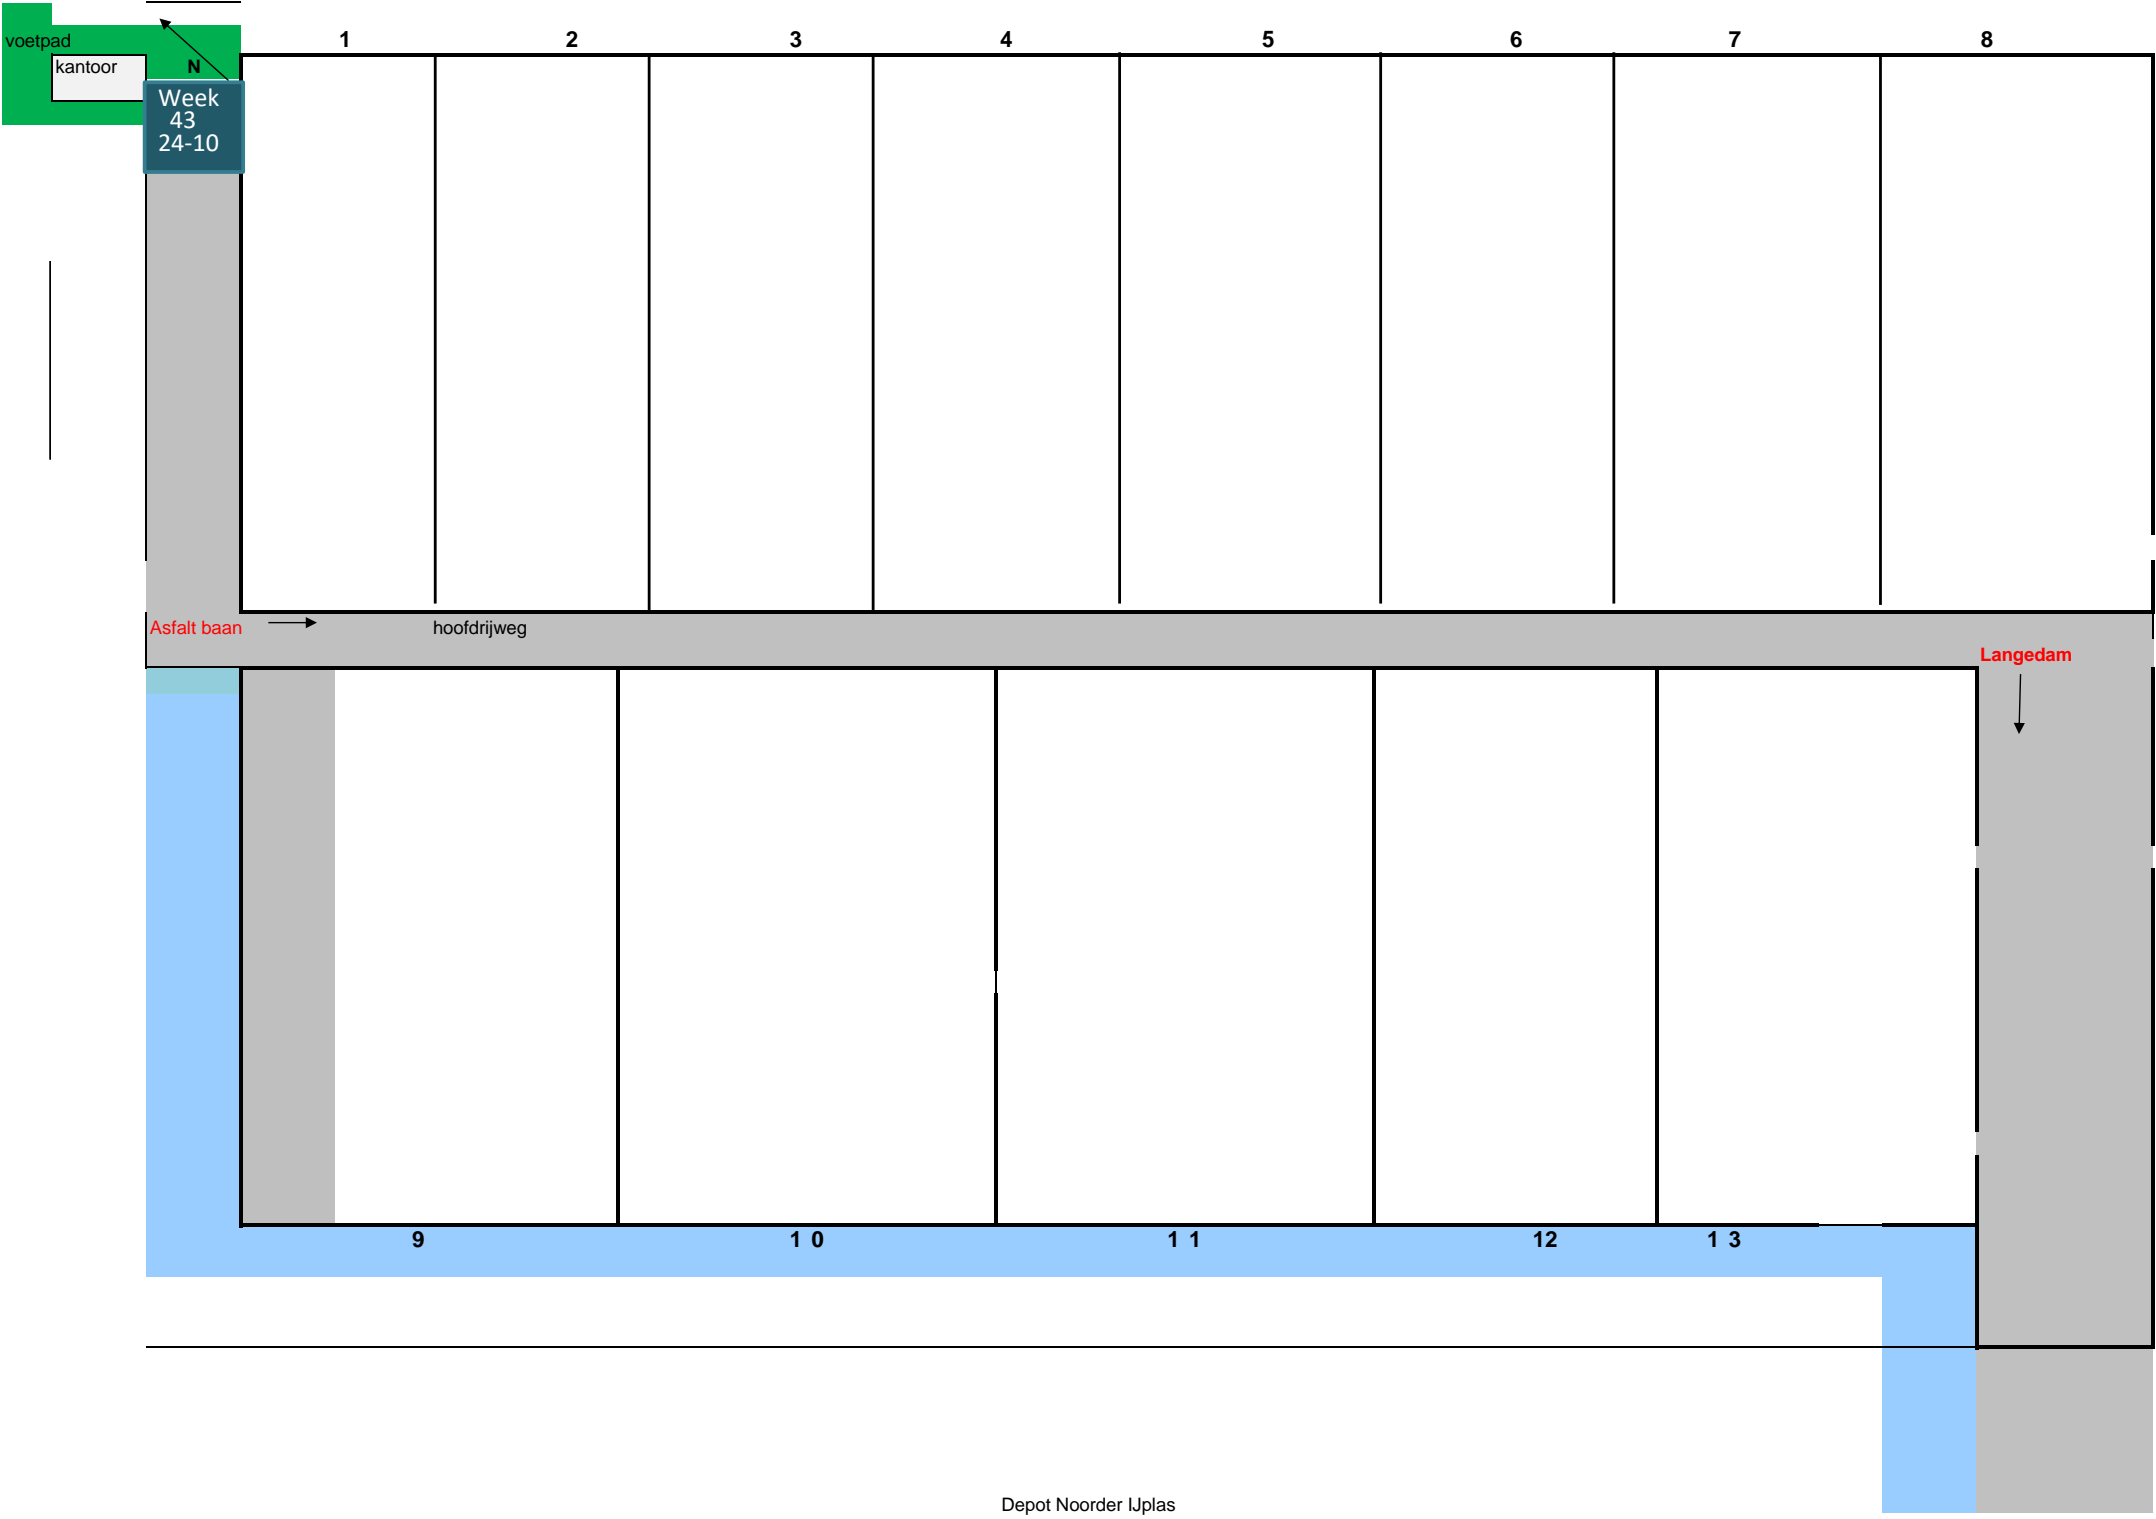 1 2 3 4 5 6 7 8
voetpad
kantoor
N
Week
43
24-10
Asfalt baan
hoofdrijweg
Langedam
9 1 0 1 1 12 1 3
Depot Noorder IJplas